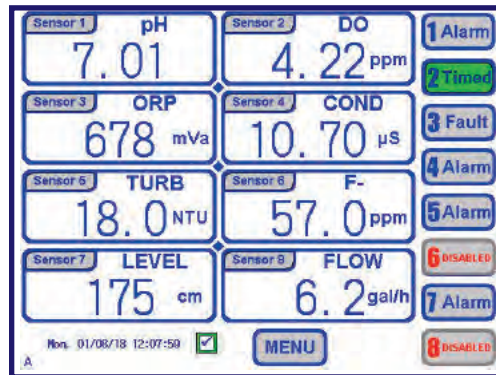 Sensor 1 pH
7.01
Sensor 2 DO
4.22 ppm
Sensor 3 ORP
678 mVa
Sensor 4 COND
10.70 µS
Sensor 5 TURB
18.0 NTU
Sensor 6 F-
57.0 ppm
Sensor 7 LEVEL
175 cm
Sensor 8 FLOW
6.2 gal/h
1 Alarm
2 Timed
3 Fault
4 Alarm
5 Alarm
6 DISABLED
7 Alarm
8 DISABLED
Mon. 01/08/18 12:07:59
MENU
A